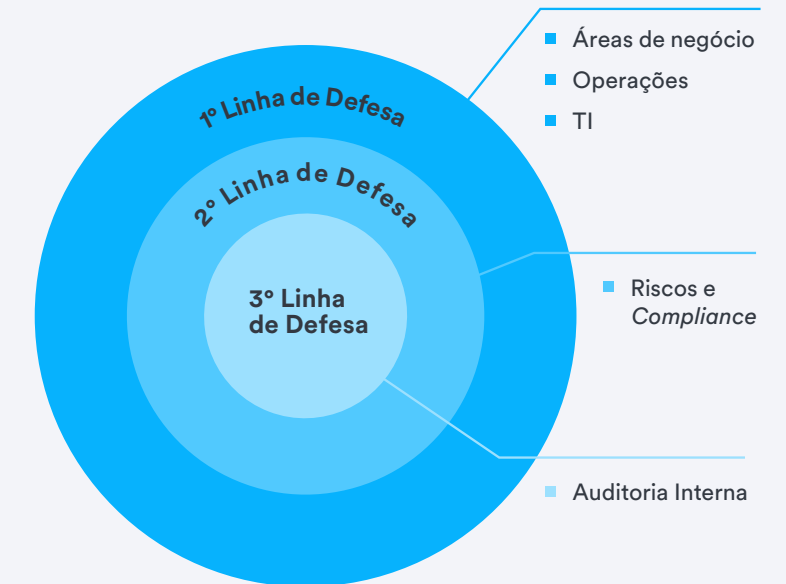 1º Linha de Defesa
2º Linha de Defesa
3º Linha
de Defesa
Áreas de negócio
Operações
TI
Riscos e
Compliance
Auditoria Interna